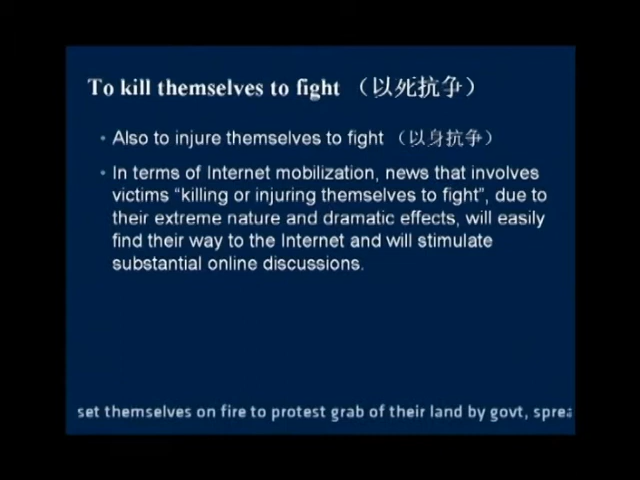 To kill themselves to fight （以死抗争）
• Also to injure themselves to fight （以身抗争）
• In terms of Internet mobilization, news that involves
victims “killing or injuring themselves to fight”, due to
their extreme nature and dramatic effects, will easily
find their way to the Internet and will stimulate
substantial online discussions.
set themselves on fire to protest grab of their land by govt, sprea